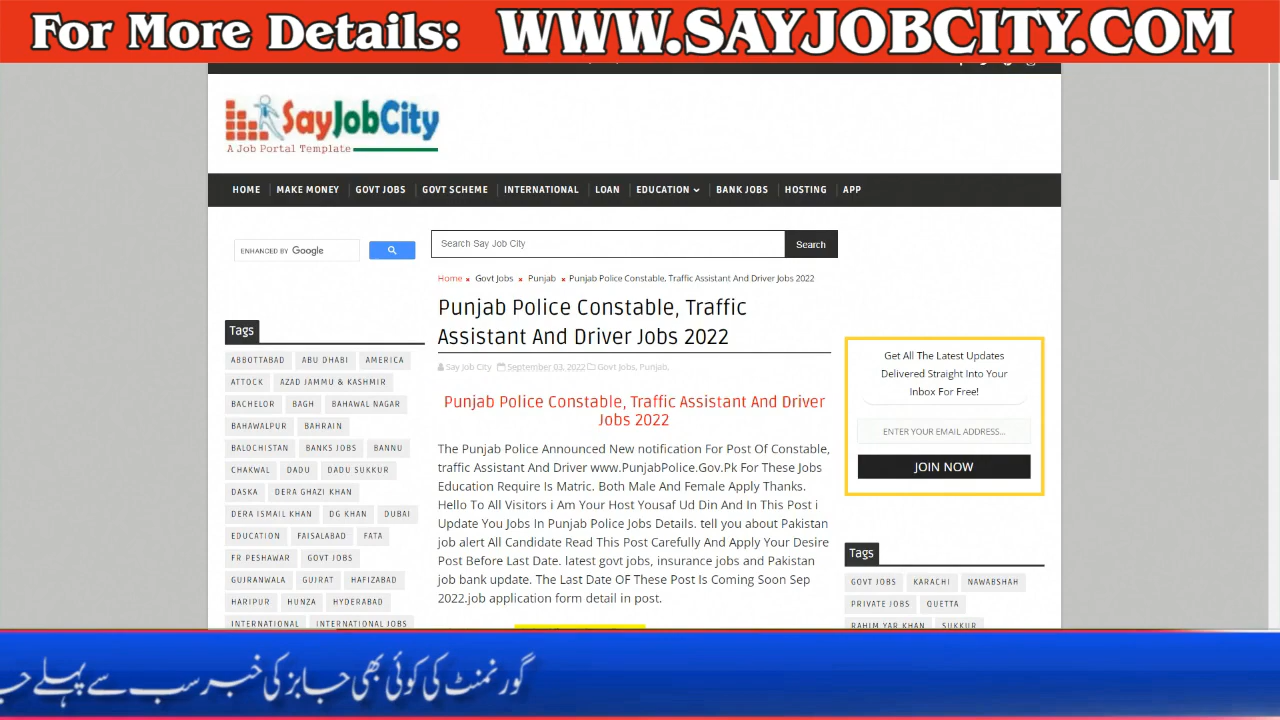 For More Details: WWW.SAYJOBCITY.COM
SayJobCity
A Job Portal Template
HOME MAKE MONEY GOVT JOBS GOVT SCHEME INTERNATIONAL LOAN EDUCATION BANK JOBS HOSTING APP
ENHANCED BY Google
Search Say Job City Search
Home × Govt Jobs × Punjab × Punjab Police Constable, Traffic Assistant And Driver Jobs 2022
Punjab Police Constable, Traffic
Assistant And Driver Jobs 2022
Say Job City September 03, 2022 Govt Jobs, Punjab,
Punjab Police Constable, Traffic Assistant And Driver
Jobs 2022
The Punjab Police Announced New notification For Post Of Constable,
traffic Assistant And Driver www.PunjabPolice.Gov.Pk For These Jobs
Education Require Is Matric. Both Male And Female Apply Thanks.
Hello To All Visitors i Am Your Host Yousaf Ud Din And In This Post i
Update You Jobs In Punjab Police Jobs Details. tell you about Pakistan
job alert All Candidate Read This Post Carefully And Apply Your Desire
Post Before Last Date. latest govt jobs, insurance jobs and Pakistan
job bank update. The Last Date OF These Post Is Coming Soon Sep
2022.job application form detail in post.
Tags
ABBOTTABAD ABU DHABI AMERICA
ATTOCK AZAD JAMMU & KASHMIR
BACHELOR BAGH BAHAWAL NAGAR
BAHAWALPUR BAHRAIN
BALOCHISTAN BANKS JOBS BANNU
CHAKWAL DADU DADU SUKKUR
DASKA DERA GHAZI KHAN
DERA ISMAIL KHAN DG KHAN DUBAI
EDUCATION FAISALABAD FATA
FR PESHAWAR GOVT JOBS
GUJRANWALA GUJRAT HAFIZABAD
HARIPUR HUNZA HYDERABAD
INTERNATIONAL INTERNATIONAL JOBS
Get All The Latest Updates
Delivered Straight Into Your
Inbox For Free!
ENTER YOUR EMAIL ADDRESS...
JOIN NOW
Tags
GOVT JOBS KARACHI NAWABSHAH
PRIVATE JOBS QUETTA
RAHIM YAR KHAN SUKKUR
گورنمنٹ کی کوئی بھی جابز کی خبر سب سے پہلے